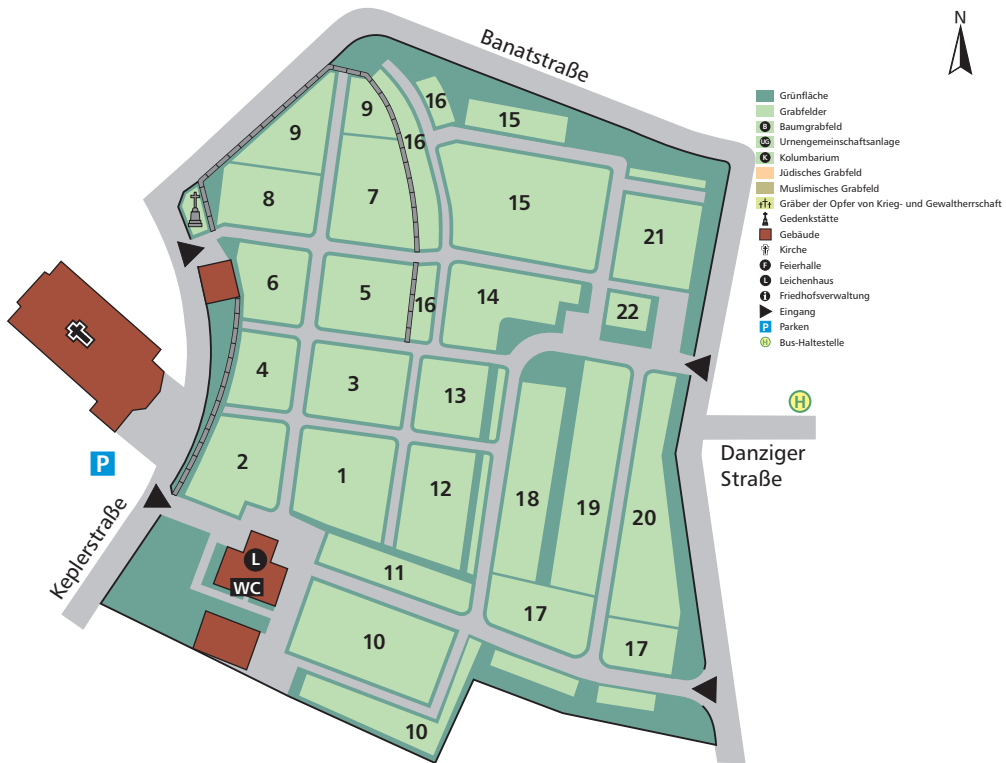 Banatstraße
N
Grünfläche
Grabfelder
B Baumgrabfeld
UG Urnengemeinschaftsanlage
K Kolumbarium
Jüdisches Grabfeld
Muslimisches Grabfeld
Gräber der Opfer von Krieg- und Gewaltherrschaft
Gedenkstätte
Gebäude
Kirche
F Feierhalle
L Leichenhaus
i Friedhofsverwaltung
Eingang
P Parken
H Bus-Haltestelle
16
15
9
9
16
8
7
15
21
6
5
16
14
22
4
3
13
H
Danziger
Straße
P
2
1
12
18
19
20
Keplerstraße
L
WC
11
17
17
10
10